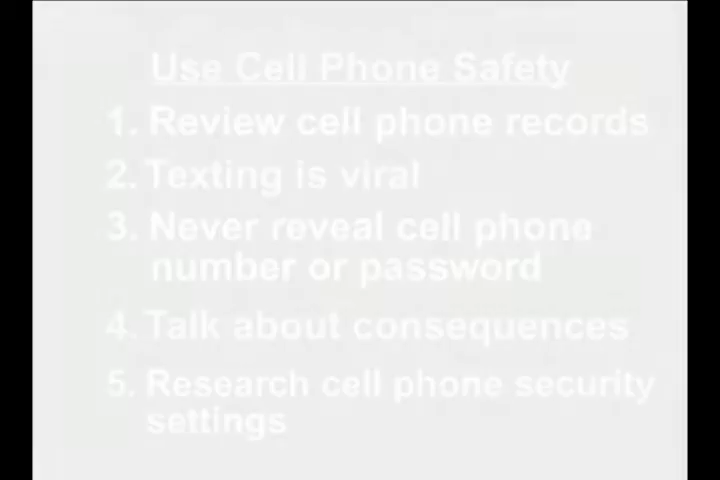 Use Cell Phone Safety
1. Review cell phone records
2. Texting is viral
3. Never reveal cell phone
number or password
4. Talk about consequences
5. Research cell phone security
settings